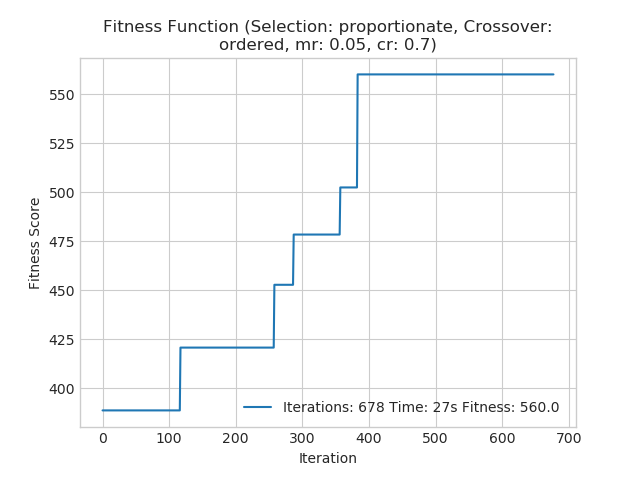 Fitness Function (Selection: proportionate, Crossover:
ordered, mr: 0.05, cr: 0.7)
Fitness Score
550
525
500
475
450
425
400
Iterations: 678 Time: 27s Fitness: 560.0
0 100 200 300 400 500 600 700
Iteration